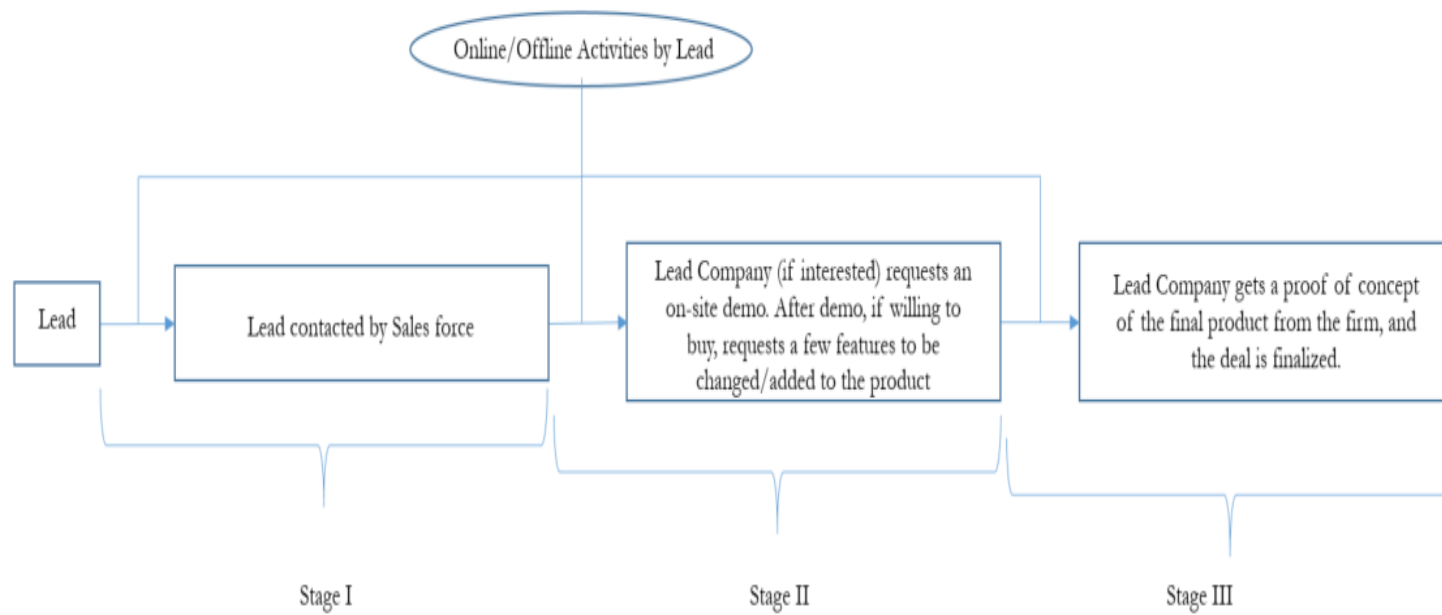 Online/Offline Activities by Lead
Lead
Lead contacted by Sales force
Lead Company (if interested) requests an
on-site demo. After demo, if willing to
buy, requests a few features to be
changed/added to the product
Lead Company gets a proof of concept
of the final product from the firm, and
the deal is finalized.
Stage I
Stage II
Stage III